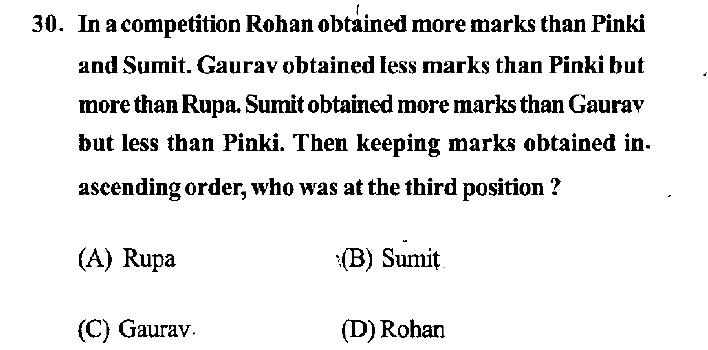 30. In a competition Rohan obtained more marks than Pinki
and Sumit. Gaurav obtained less marks than Pinki but
more than Rupa. Sumit obtained more marks than Gaurav
but less than Pinki. Then keeping marks obtained in-
ascending order, who was at the third position ?
(A) Rupa (B) Sumit
(C) Gaurav (D) Rohan